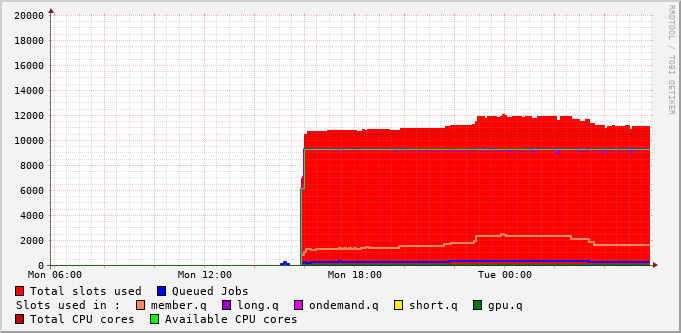 RRDTOOL / TOBI OETIKER
20000
18000
16000
14000
12000
10000
8000
6000
4000
2000
0
Mon 06:00 Mon 12:00 Mon 18:00 Tue 00:00
Total slots used Queued Jobs
Slots used in : member.q long.q ondemand.q short.q gpu.q
Total CPU cores Available CPU cores